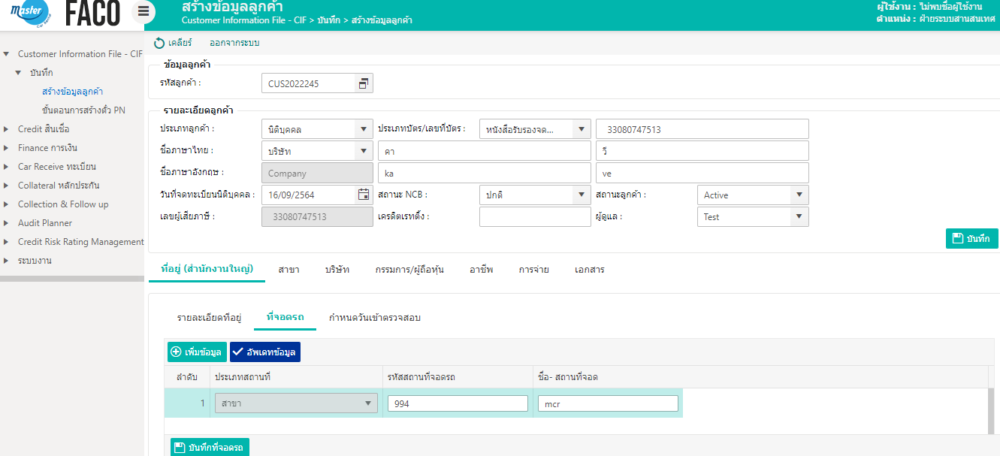 Master
Car Rental
FACO
สร้างข้อมูลลูกค้า
Customer Information File - CIF > บันทึก > สร้างข้อมูลลูกค้า
ผู้ใช้งาน : ไม่พบชื่อผู้ใช้งาน
ตำแหน่ง : ฝ่ายระบบสานสนเทศ
เคลียร์ ออกจากระบบ
Customer Information File - CIF
บันทึก
สร้างข้อมูลลูกค้า
ขั้นตอนการสร้างตั๋ว PN
Credit สินเชื่อ
Finance การเงิน
Car Receive ทะเบียน
Collateral หลักประกัน
Collection & Follow up
Audit Planner
Credit Risk Rating Management
ระบบงาน
ข้อมูลลูกค้า
รหัสลูกค้า : CUS2022245
รายละเอียดลูกค้า
ประเภทลูกค้า : นิติบุคคล ประเภทบัตร/เลขที่บัตร : หนังสือรับรองจด... 33080747513
ชื่อภาษาไทย : บริษัท คา วี
ชื่อภาษาอังกฤษ : Company ka ve
วันที่จดทะเบียนนิติบุคคล : 16/09/2564 สถานะ NCB : ปกติ สถานะลูกค้า : Active
เลขผู้เสียภาษี : 33080747513 เครดิตเรทติ้ง : ผู้ดูแล : Test
บันทึก
ที่อยู่ (สำนักงานใหญ่) สาขา บริษัท กรรมการ/ผู้ถือหุ้น อาชีพ การจ่าย เอกสาร
รายละเอียดที่อยู่ ที่จอดรถ กำหนดวันเข้าตรวจสอบ
เพิ่มข้อมูล อัพเดทข้อมูล
ลำดับ ประเภทสถานที่ รหัสสถานที่จอดรถ ชื่อ- สถานที่จอด
1 สาขา 994 mcr
บันทึกที่จอดรถ